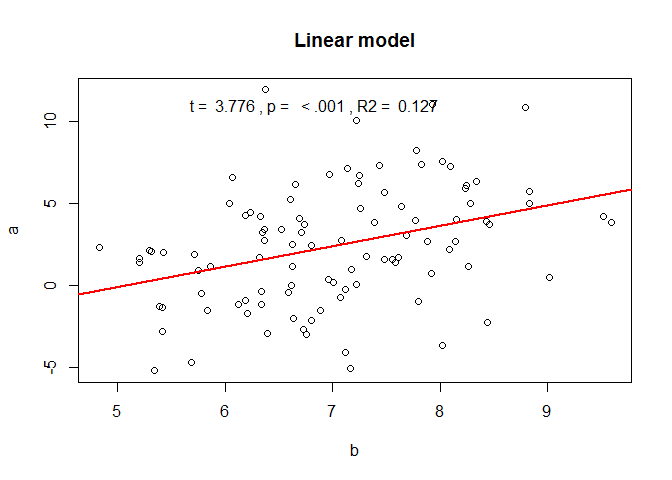 Linear model
t = 3.776 , p = < .001 , R2 = 0.127
10
5
0
-5
a
5 6 7 8 9
b